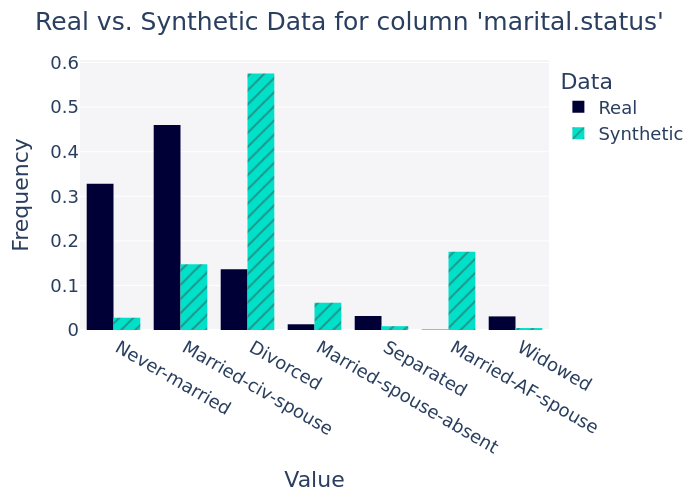 Real vs. Synthetic Data for column 'marital.status'
Data
Real
Synthetic
Frequency
0.6
0.5
0.4
0.3
0.2
0.1
0
Never-married
Married-civ-spouse
Divorced
Married-spouse-absent
Separated
Married-AF-spouse
Widowed
Value